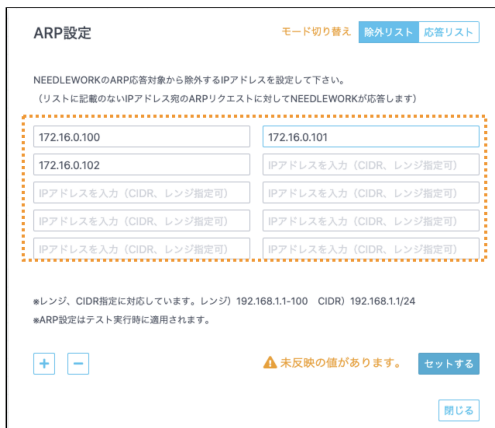 ARP設定
モード切り替え 除外リスト 応答リスト
NEEDLEWORKのARP応答対象から除外するIPアドレスを設定して下さい。
（リストに記載のないIPアドレス宛のARPリクエストに対してNEEDLEWORKが応答します）
172.16.0.100 172.16.0.101
172.16.0.102 IPアドレスを入力（CIDR、レンジ指定可）
IPアドレスを入力（CIDR、レンジ指定可） IPアドレスを入力（CIDR、レンジ指定可）
IPアドレスを入力（CIDR、レンジ指定可） IPアドレスを入力（CIDR、レンジ指定可）
IPアドレスを入力（CIDR、レンジ指定可） IPアドレスを入力（CIDR、レンジ指定可）
※レンジ、CIDR指定に対応しています。レンジ）192.168.1.1-100 CIDR）192.168.1.1/24
※ARP設定はテスト実行時に適用されます。
+ − 未反映の値があります。 セットする
閉じる